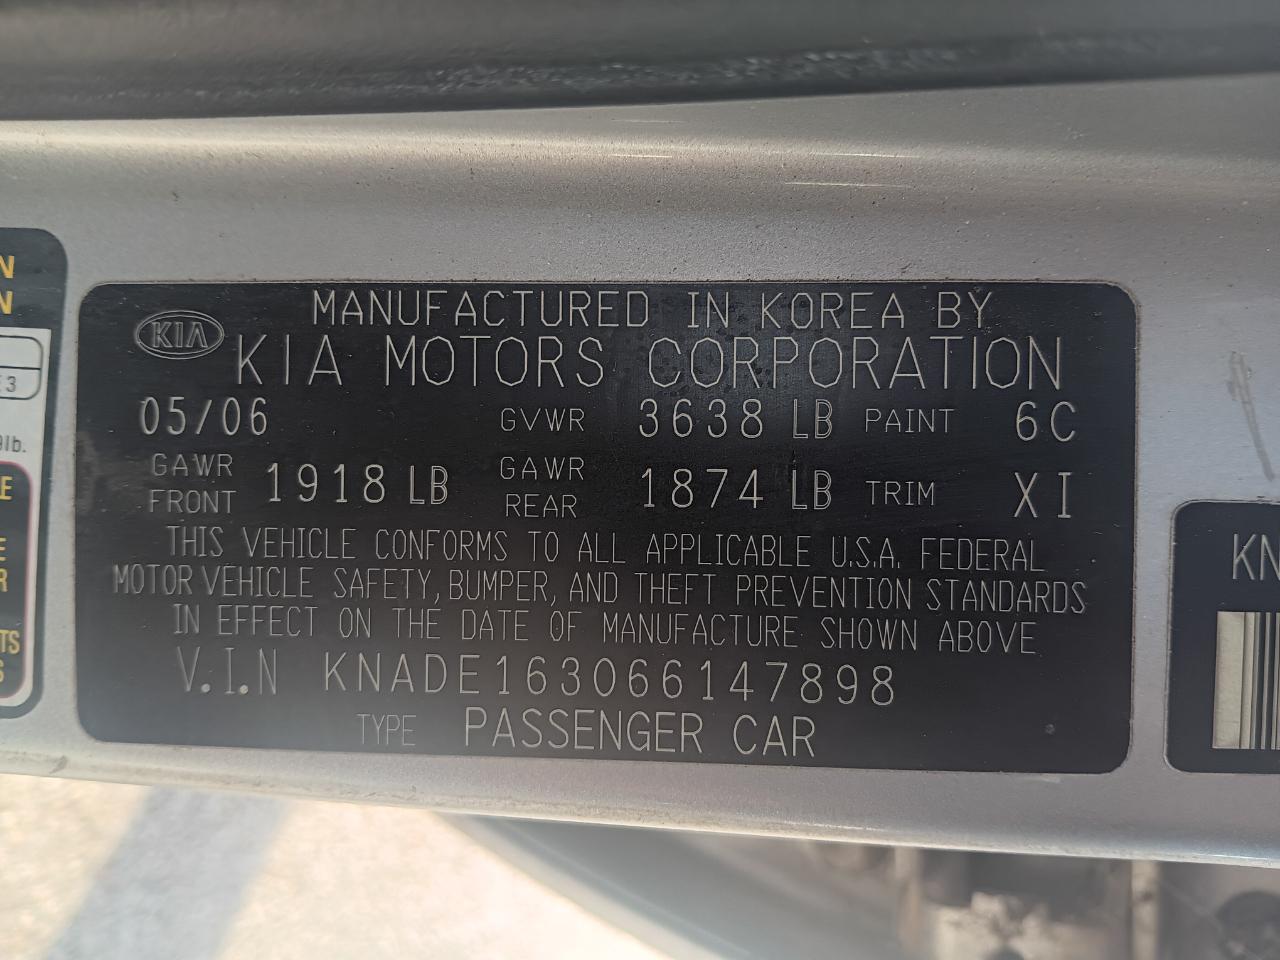 MANUFACTURED IN KOREA BY
KIA KIA MOTORS CORPORATION
05/06 GVWR 3638 LB PAINT 6C
GAWR FRONT 1918 LB GAWR REAR 1874 LB TRIM XI
THIS VEHICLE CONFORMS TO ALL APPLICABLE U.S.A. FEDERAL
MOTOR VEHICLE SAFETY, BUMPER, AND THEFT PREVENTION STANDARDS
IN EFFECT ON THE DATE OF MANUFACTURE SHOWN ABOVE
V.I.N KNADE163066147898
TYPE PASSENGER CAR
KN